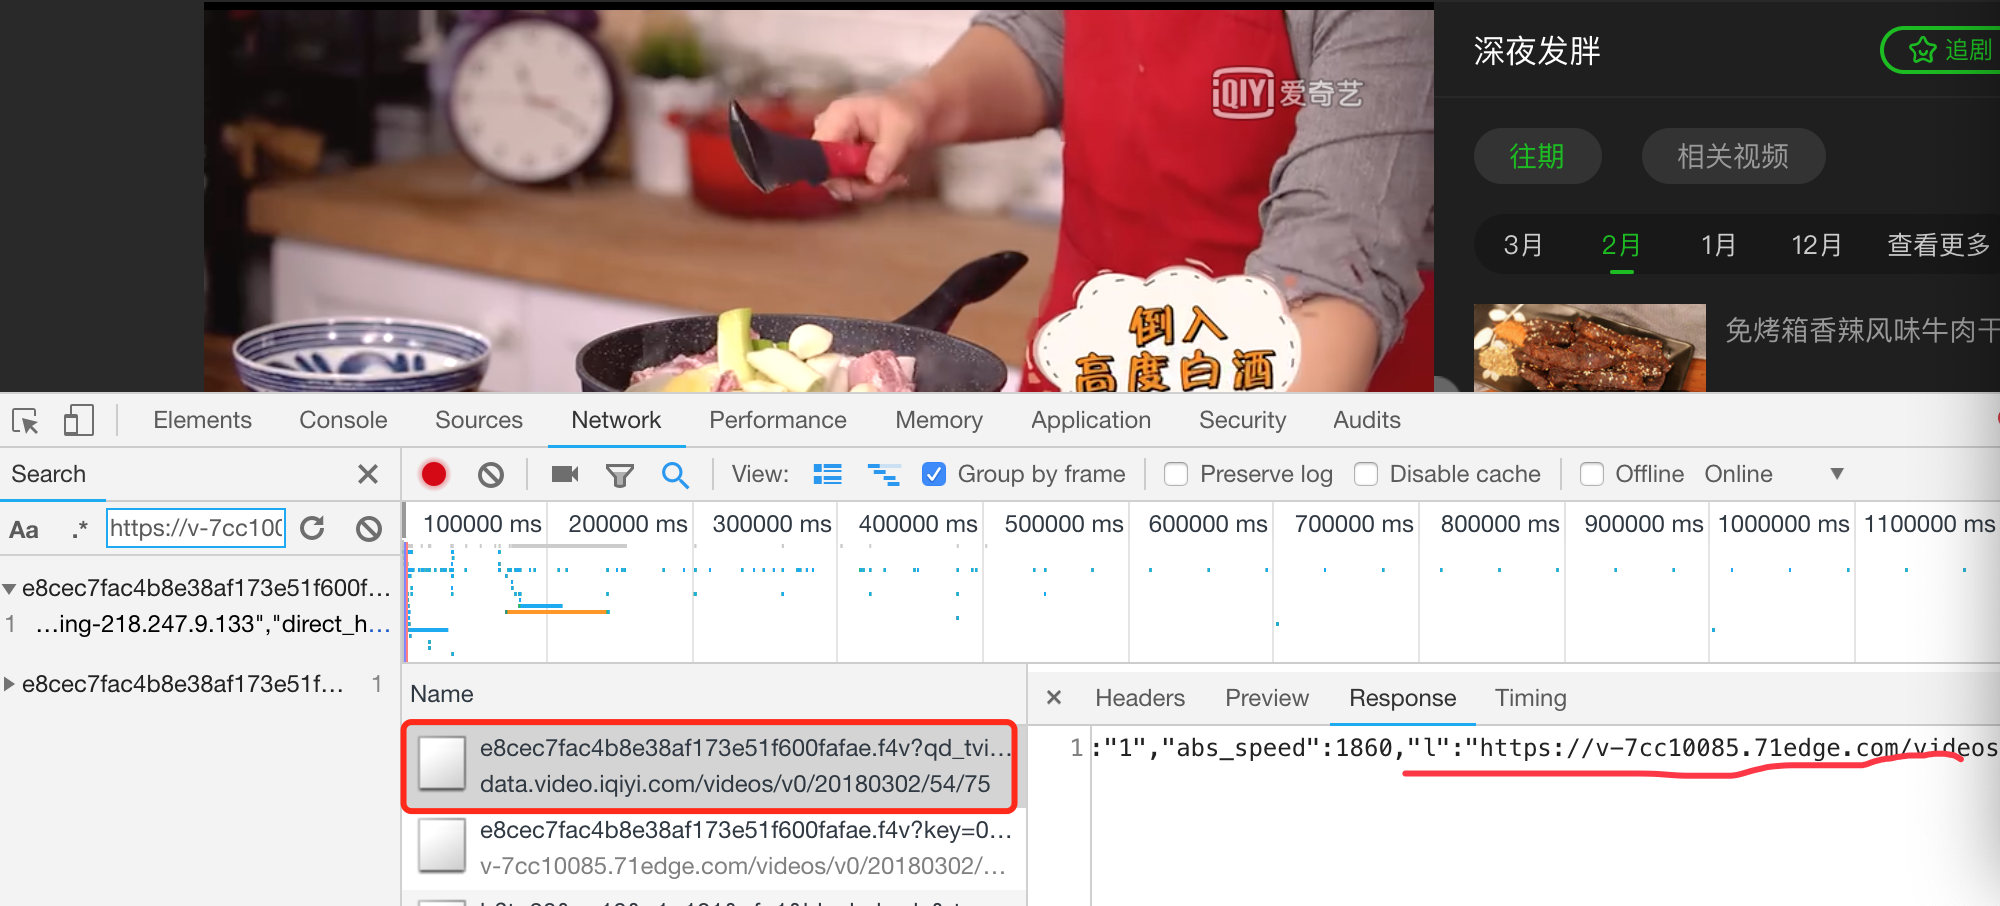 iQIYI 爱奇艺
倒入
高度白酒
深夜发胖
追剧
往期
相关视频
3月 2月 1月 12月 查看更多
免烤箱香辣风味牛肉干
Elements Console Sources Network Performance Memory Application Security Audits
Search
View: Group by frame Preserve log Disable cache Offline Online
Aa .* https://v-7cc100
100000 ms 200000 ms 300000 ms 400000 ms 500000 ms 600000 ms 700000 ms 800000 ms 900000 ms 1000000 ms 1100000 ms
e8cec7fac4b8e38af173e51f600f…
1 …ing-218.247.9.133","direct_h…
e8cec7fac4b8e38af173e51f… 1
Name
e8cec7fac4b8e38af173e51f600fafae.f4v?qd_tvi…
data.video.iqiyi.com/videos/v0/20180302/54/75
e8cec7fac4b8e38af173e51f600fafae.f4v?key=0…
v-7cc10085.71edge.com/videos/v0/20180302/…
Headers Preview Response Timing
1 :"1","abs_speed":1860,"l":"https://v-7cc10085.71edge.com/videos